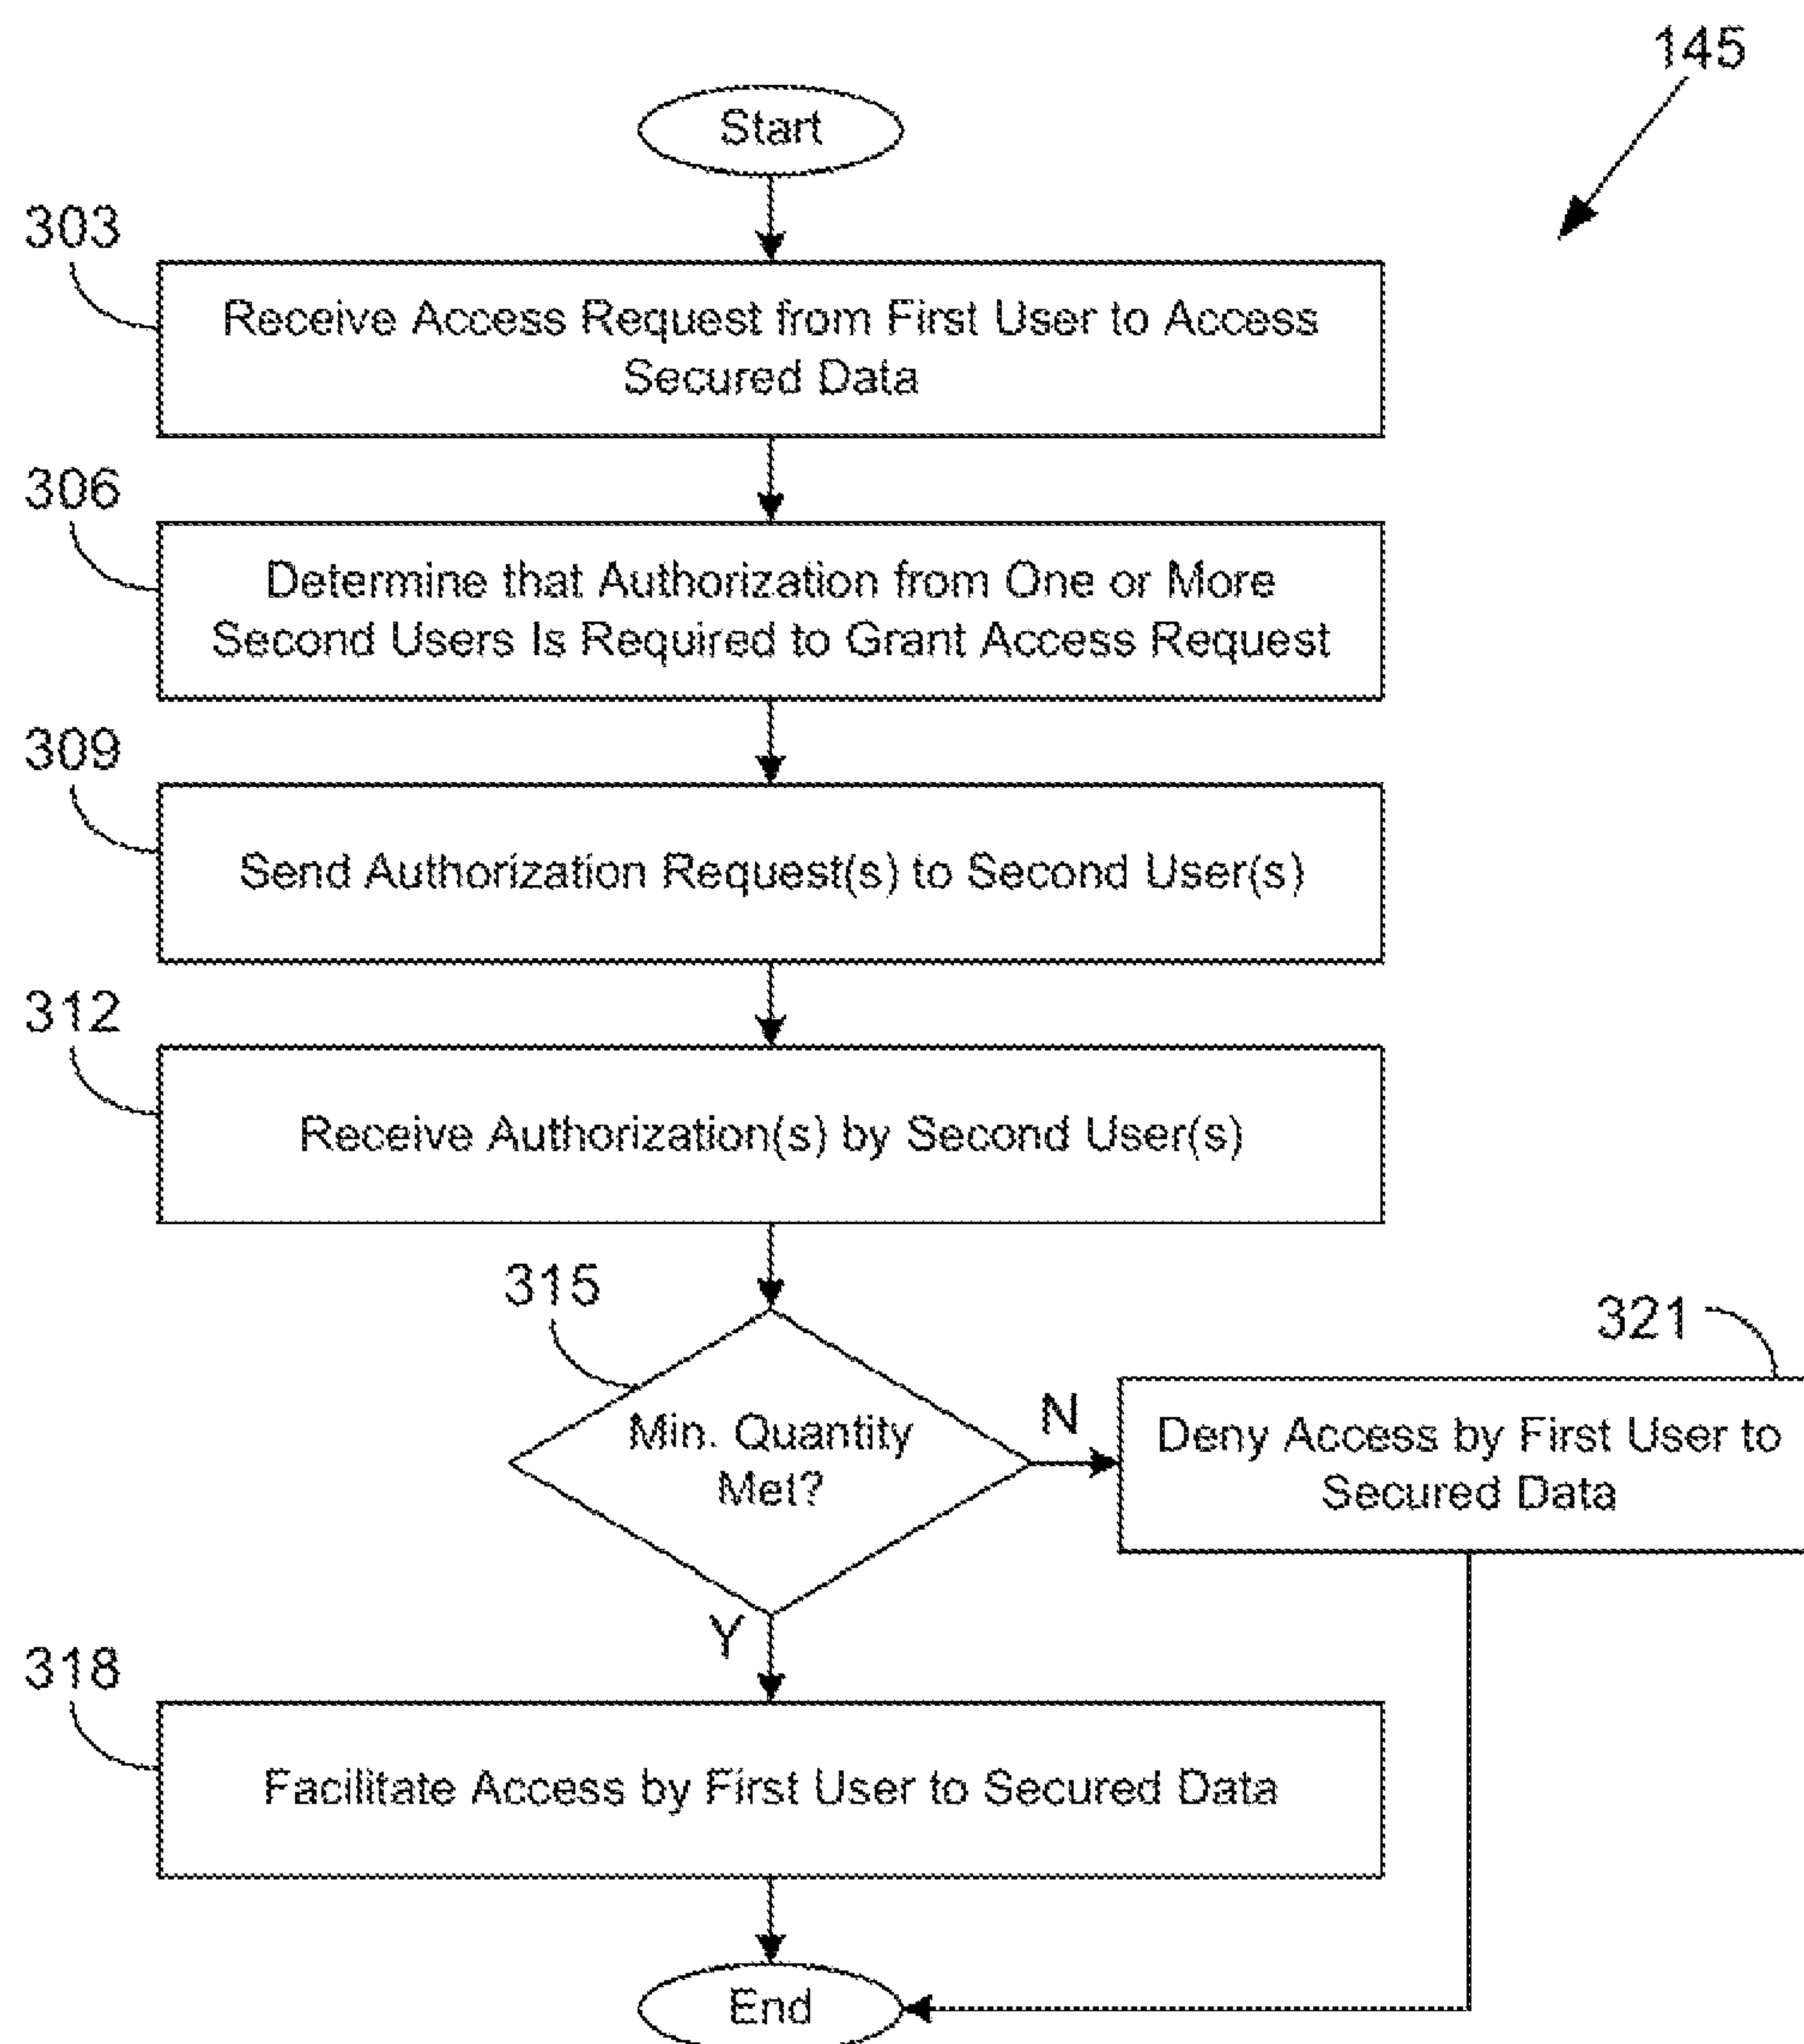 145
Start
303
Receive Access Request from First User to Access
Secured Data
306
Determine that Authorization from One or More
Second Users Is Required to Grant Access Request
309
Send Authorization Request(s) to Second User(s)
312
Receive Authorization(s) by Second User(s)
315
Min. Quantity
Met?
N
321
Deny Access by First User to
Secured Data
Y
318
Facilitate Access by First User to Secured Data
End